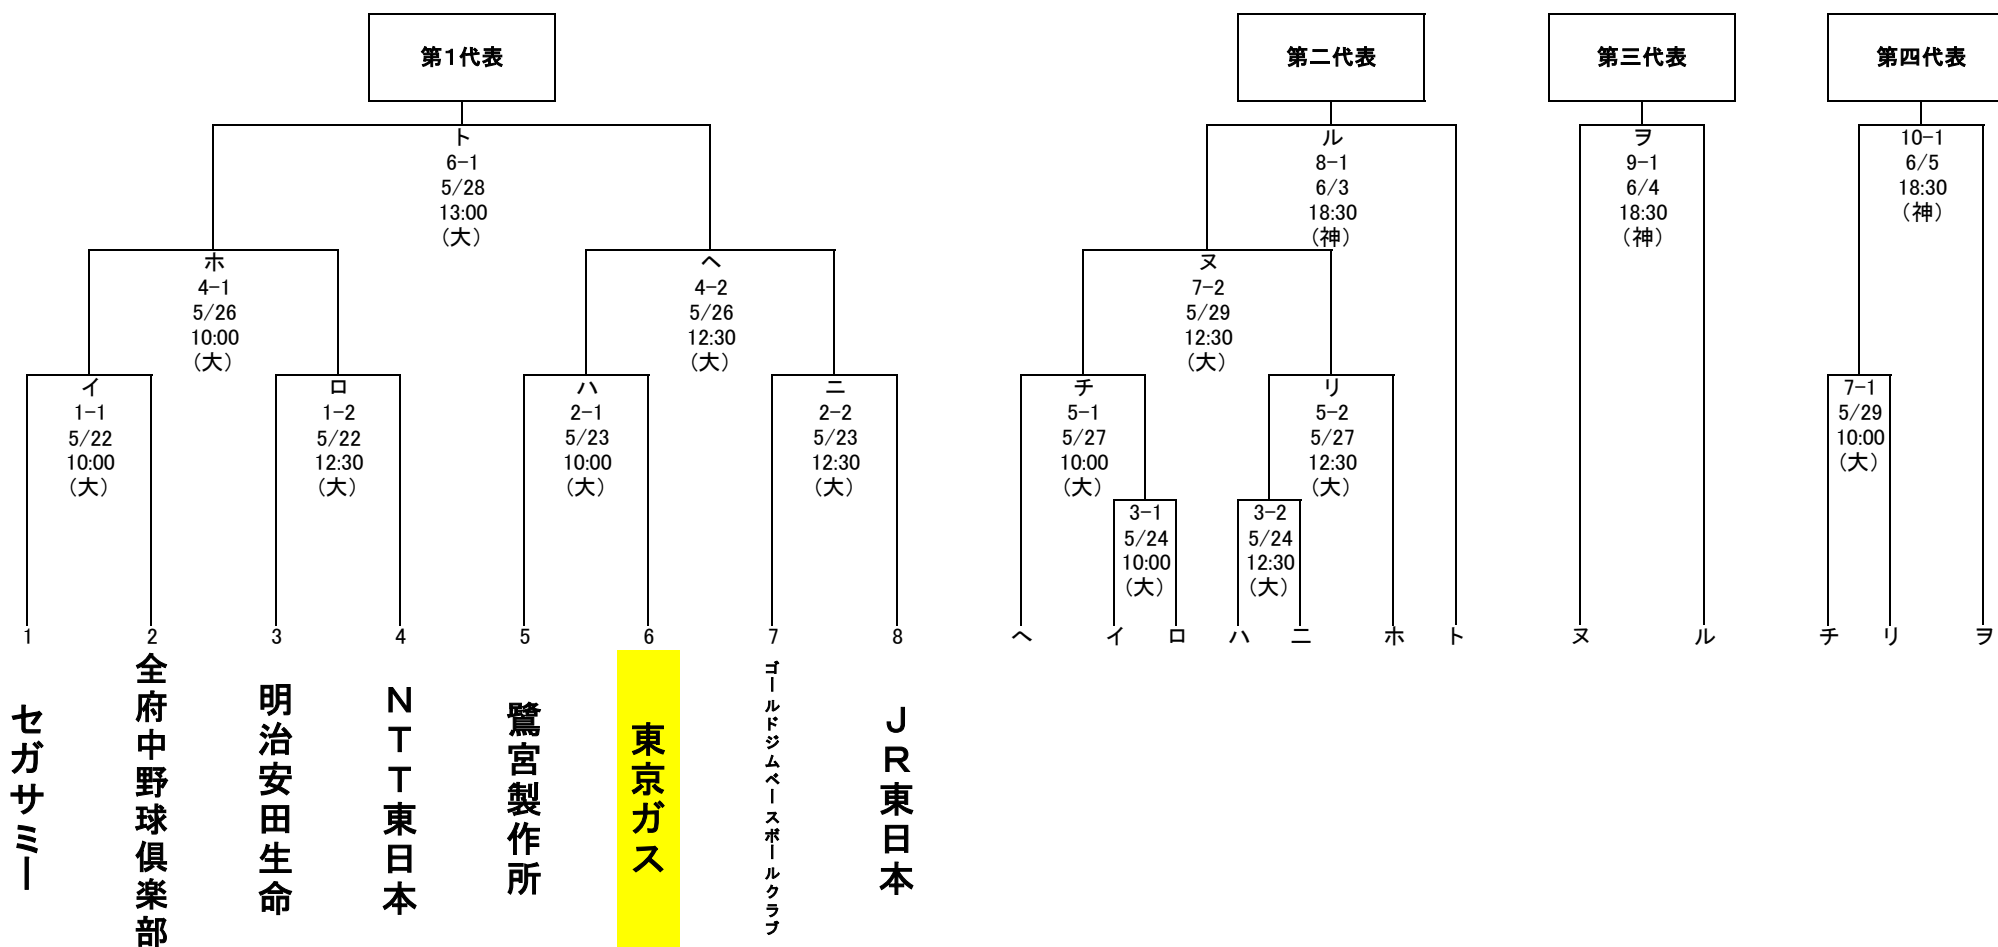 第1代表
第二代表
第三代表
第四代表
ト
6-1
5/28
13:00
(大)
ル
8-1
6/3
18:30
(神)
ヲ
9-1
6/4
18:30
(神)
10-1
6/5
18:30
(神)
ホ
4-1
5/26
10:00
(大)
ヘ
4-2
5/26
12:30
(大)
ヌ
7-2
5/29
12:30
(大)
イ
1-1
5/22
10:00
(大)
ロ
1-2
5/22
12:30
(大)
ハ
2-1
5/23
10:00
(大)
ニ
2-2
5/23
12:30
(大)
チ
5-1
5/27
10:00
(大)
リ
5-2
5/27
12:30
(大)
7-1
5/29
10:00
(大)
3-1
5/24
10:00
(大)
3-2
5/24
12:30
(大)
1 2 3 4 5 6 7 8 ヘ イ ロ ハ ニ ホ ト ヌ ル チ リ ヲ
セガサミー
全府中野球倶楽部
明治安田生命
NTT東日本
鷺宮製作所
東京ガス
ゴールドジムベースボールクラブ
JR東日本